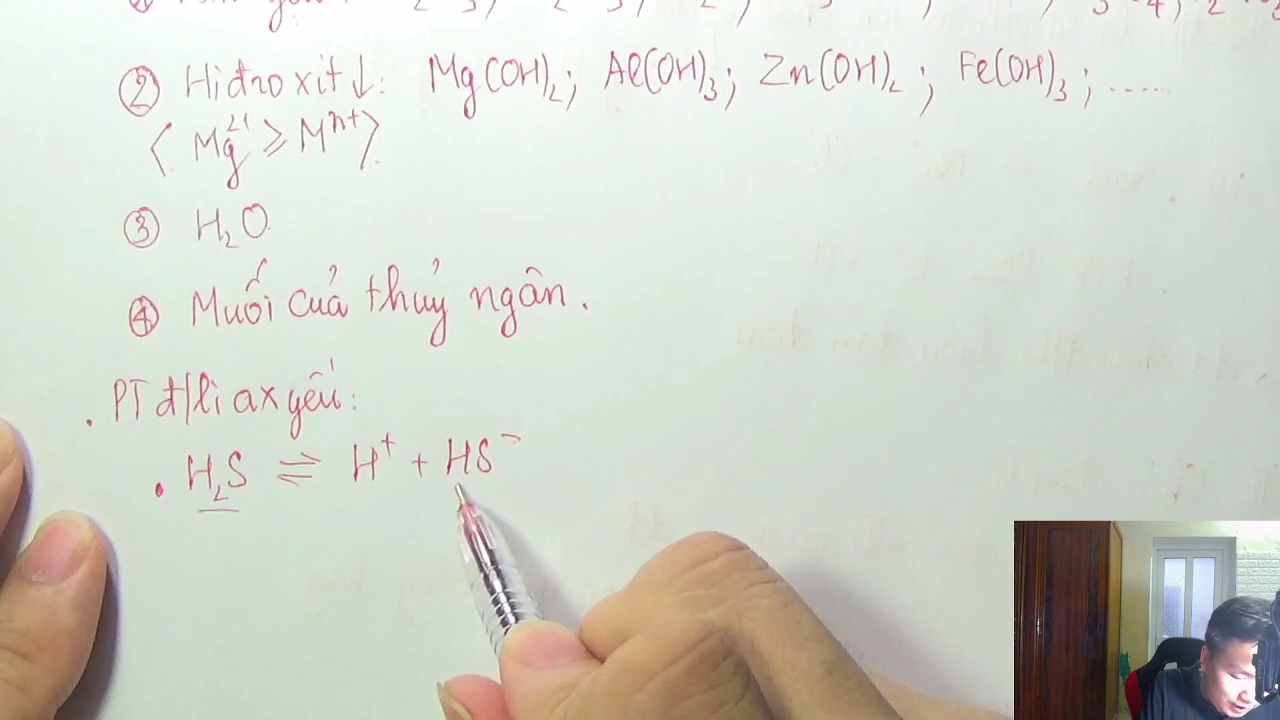 ② Hiđroxit↓: Mg(OH)₂; Al(OH)₃; Zn(OH)₂; Fe(OH)₃; ......
⟨ Mg²⁺ ≥ Mⁿ⁺⟩
③ H₂O
④ Muối của thủy ngân.
. PT đ/li ax yếu:
. H₂S ⇌ H⁺ + HS⁻